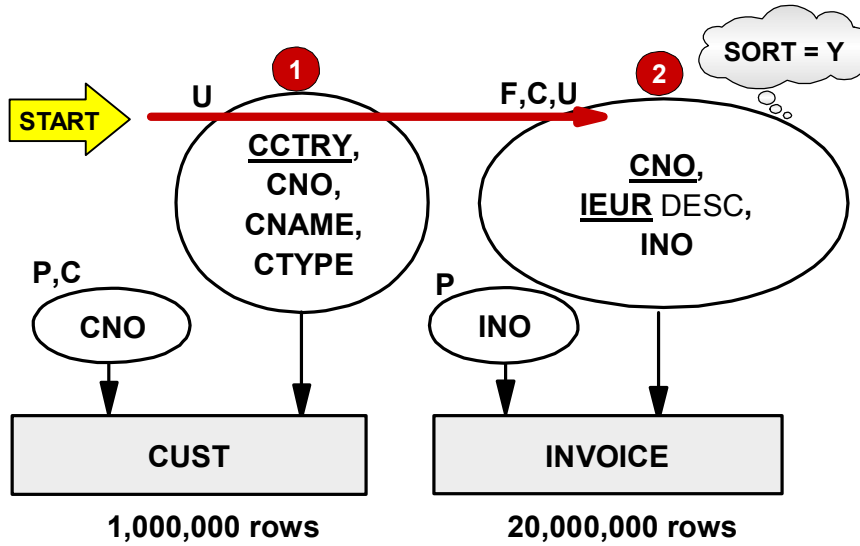 SORT = Y
1
2
U
F,C,U
START
CCTRY,
CNO,
CNAME,
CTYPE
CNO,
IEUR DESC,
INO
P,C
CNO
P
INO
CUST
INVOICE
1,000,000 rows
20,000,000 rows